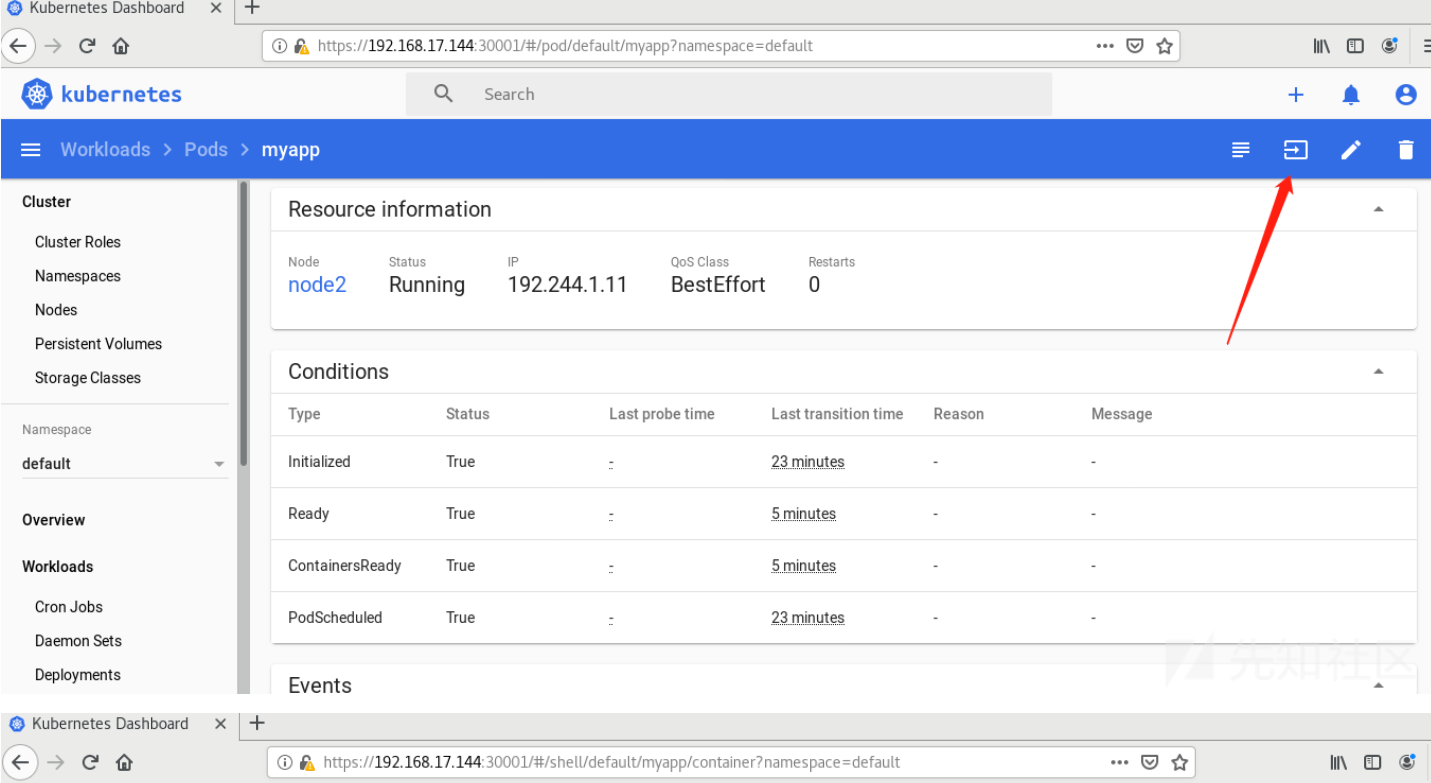 Kubernetes Dashboard
https://192.168.17.144:30001/#/pod/default/myapp?namespace=default
kubernetes
Search
Workloads > Pods > myapp
Cluster
Cluster Roles
Namespaces
Nodes
Persistent Volumes
Storage Classes
Namespace
default
Overview
Workloads
Cron Jobs
Daemon Sets
Deployments
Resource information
Node Status IP QoS Class Restarts
node2 Running 192.244.1.11 BestEffort 0
Conditions
Type Status Last probe time Last transition time Reason Message
Initialized True - 23 minutes - -
Ready True - 5 minutes - -
ContainersReady True - 5 minutes - -
PodScheduled True - 23 minutes - -
Events
先知社区
Kubernetes Dashboard
https://192.168.17.144:30001/#/shell/default/myapp/container?namespace=default